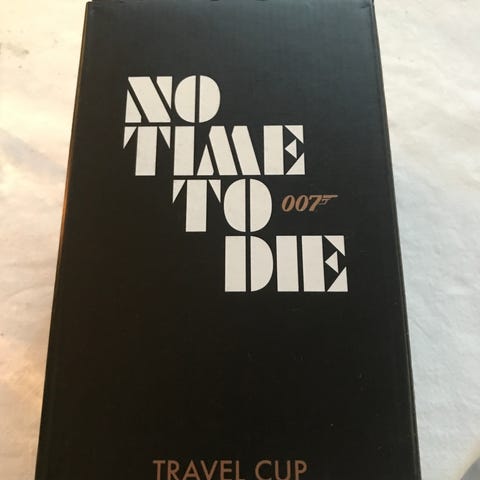 NO
TIME
TO
007
DIE
TRAVEL CUP